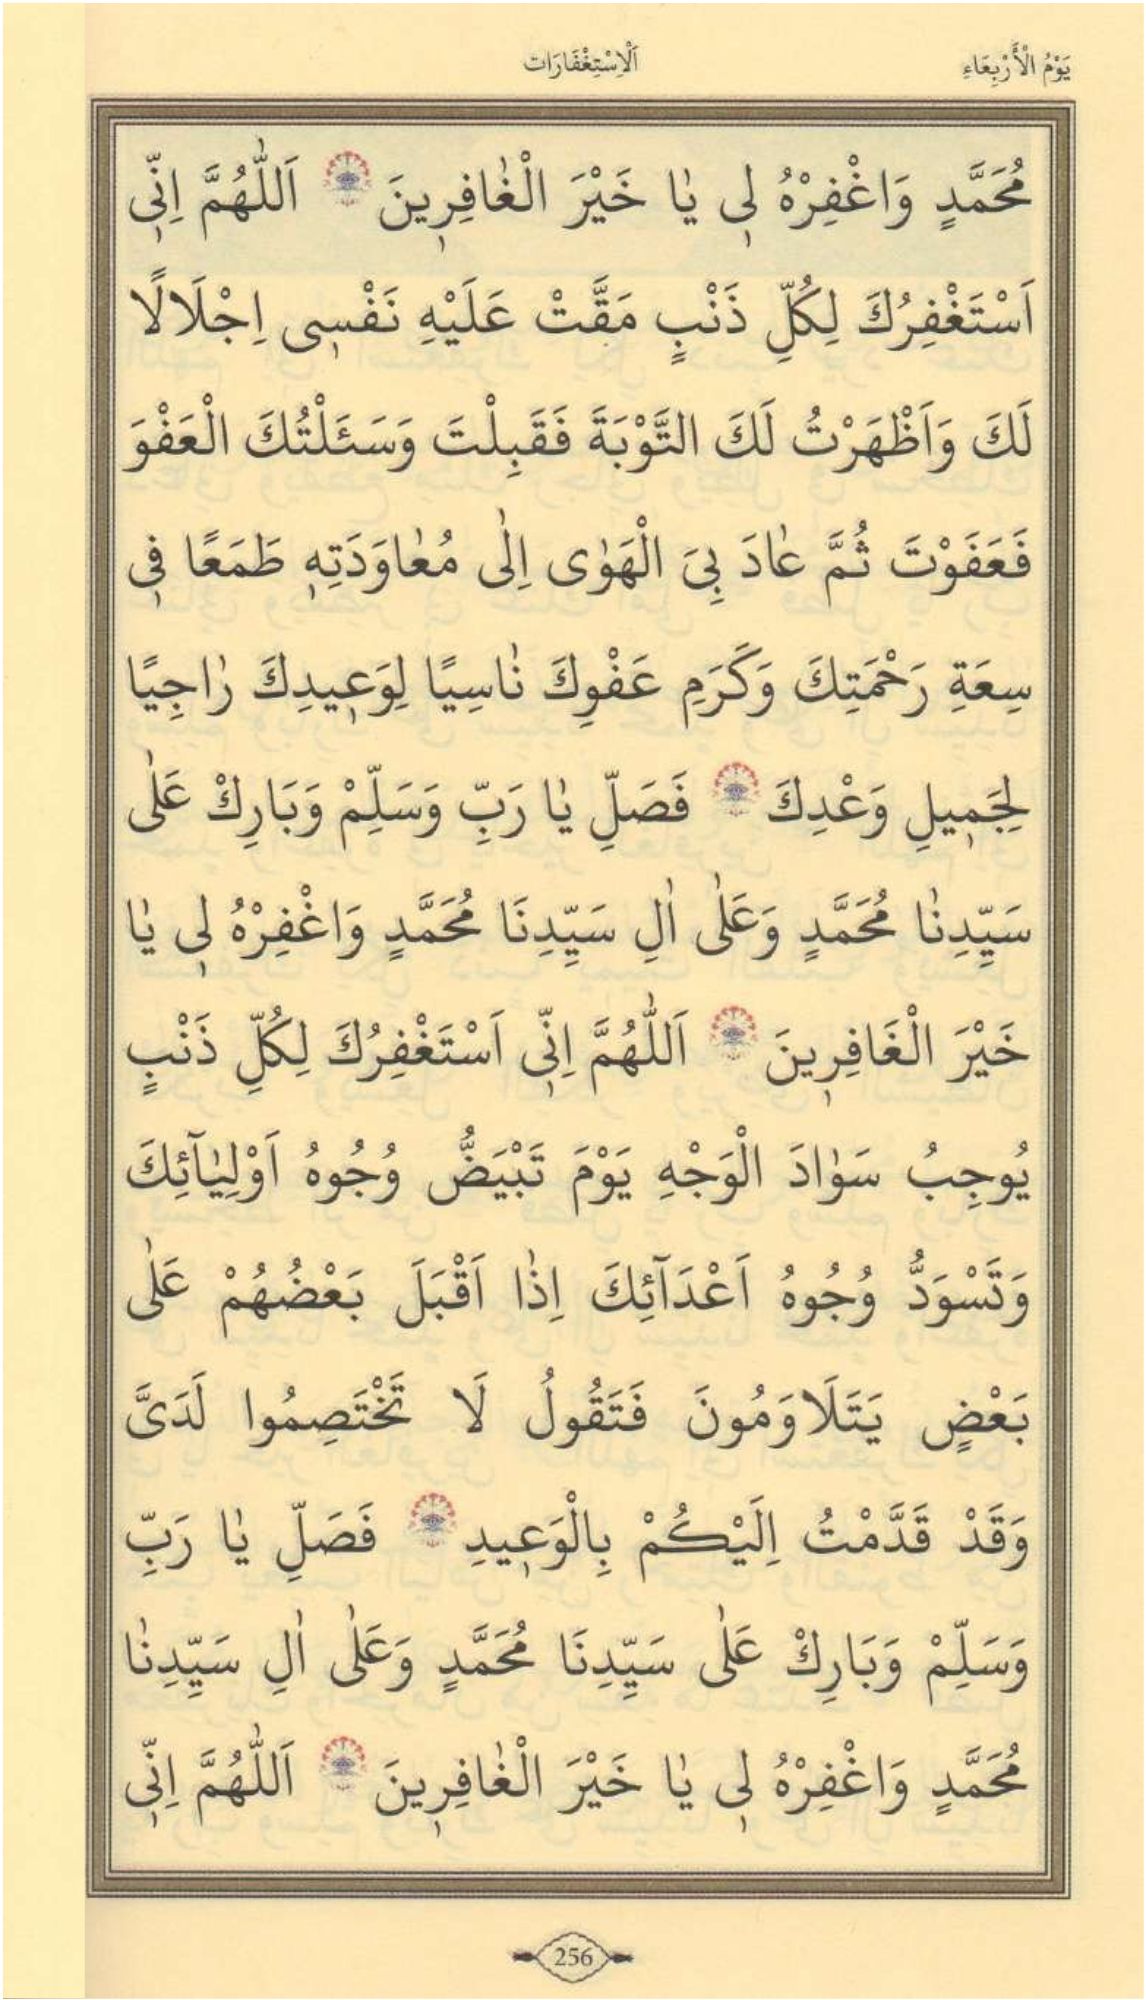 يَوْمُ الْأَرْبِعَاءِ
اَلْاِسْتِغْفَارَات
مُحَمَّدٍ وَاغْفِرْهُ لٖى يٰا خَيْرَ الْغٰافِرٖينَ ۞ اَللّٰهُمَّ اِنّٖى
اَسْتَغْفِرُكَ لِكُلِّ ذَنْبٍ مَقَّتْ عَلَيْهِ نَفْسٖى اِجْلَالًا
لَكَ وَاَظْهَرْتُ لَكَ التَّوْبَةَ فَقَبِلْتَ وَسَئَلْتُكَ الْعَفْوَ
فَعَفَوْتَ ثُمَّ عٰادَ بِىَ الْهَوٰى اِلٰى مُعٰاوَدَتِهٖ طَمَعًا فٖى
سِعَةِ رَحْمَتِكَ وَكَرَمِ عَفْوِكَ نٰاسِيًا لِوَعٖيدِكَ رٰاجِيًا
لِجَمٖيلِ وَعْدِكَ ۞ فَصَلِّ يٰا رَبِّ وَسَلِّمْ وَبَارِكْ عَلٰى
سَيِّدِنٰا مُحَمَّدٍ وَعَلٰى اٰلِ سَيِّدِنَا مُحَمَّدٍ وَاغْفِرْهُ لٖى يٰا
خَيْرَ الْغَافِرٖينَ ۞ اَللّٰهُمَّ اِنّٖى اَسْتَغْفِرُكَ لِكُلِّ ذَنْبٍ
يُوجِبُ سَوٰادَ الْوَجْهِ يَوْمَ تَبْيَضُّ وُجُوهُ اَوْلِيٰآئِكَ
وَتَسْوَدُّ وُجُوهُ اَعْدَآئِكَ اِذٰا اَقْبَلَ بَعْضُهُمْ عَلٰى
بَعْضٍ يَتَلَاوَمُونَ فَتَقُولُ لَا تَخْتَصِمُوا لَدَىَّ
وَقَدْ قَدَّمْتُ اِلَيْكُمْ بِالْوَعٖيدِ ۞ فَصَلِّ يٰا رَبِّ
وَسَلِّمْ وَبَارِكْ عَلٰى سَيِّدِنَا مُحَمَّدٍ وَعَلٰى اٰلِ سَيِّدِنٰا
مُحَمَّدٍ وَاغْفِرْهُ لٖى يٰا خَيْرَ الْغٰافِرٖينَ ۞ اَللّٰهُمَّ اِنّٖى
256